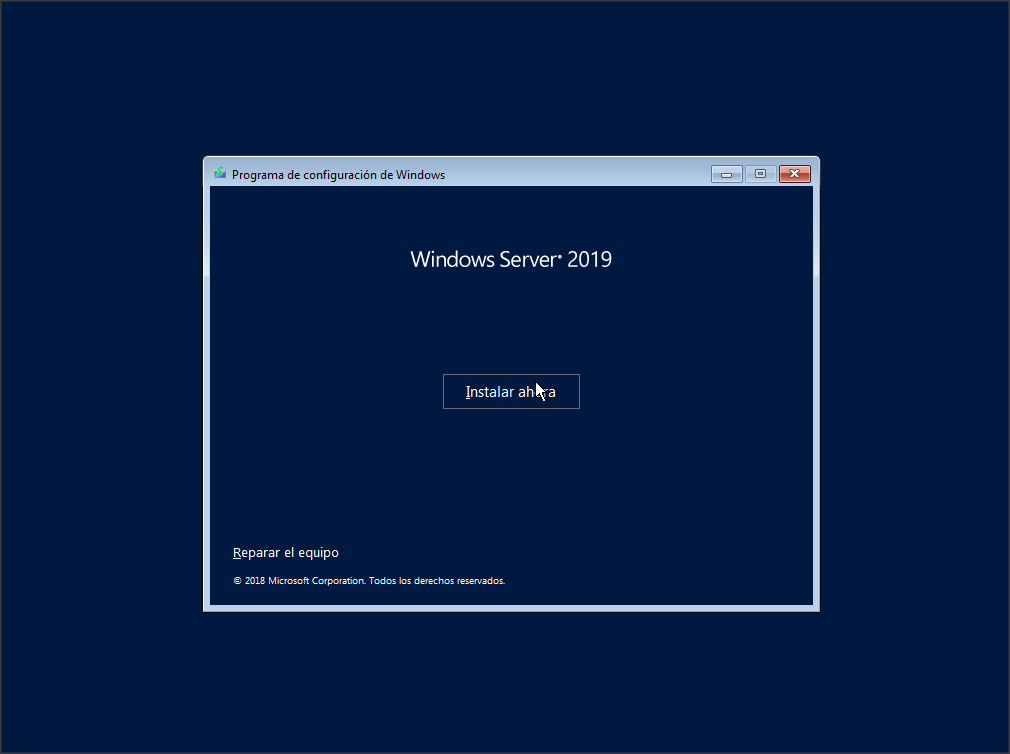 Programa de configuración de Windows
Windows Server® 2019
Instalar ahora
Reparar el equipo
© 2018 Microsoft Corporation. Todos los derechos reservados.